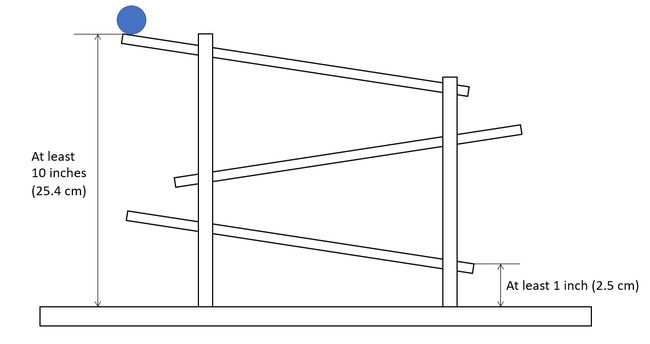 At least
10 inches
(25.4 cm)
At least 1 inch (2.5 cm)